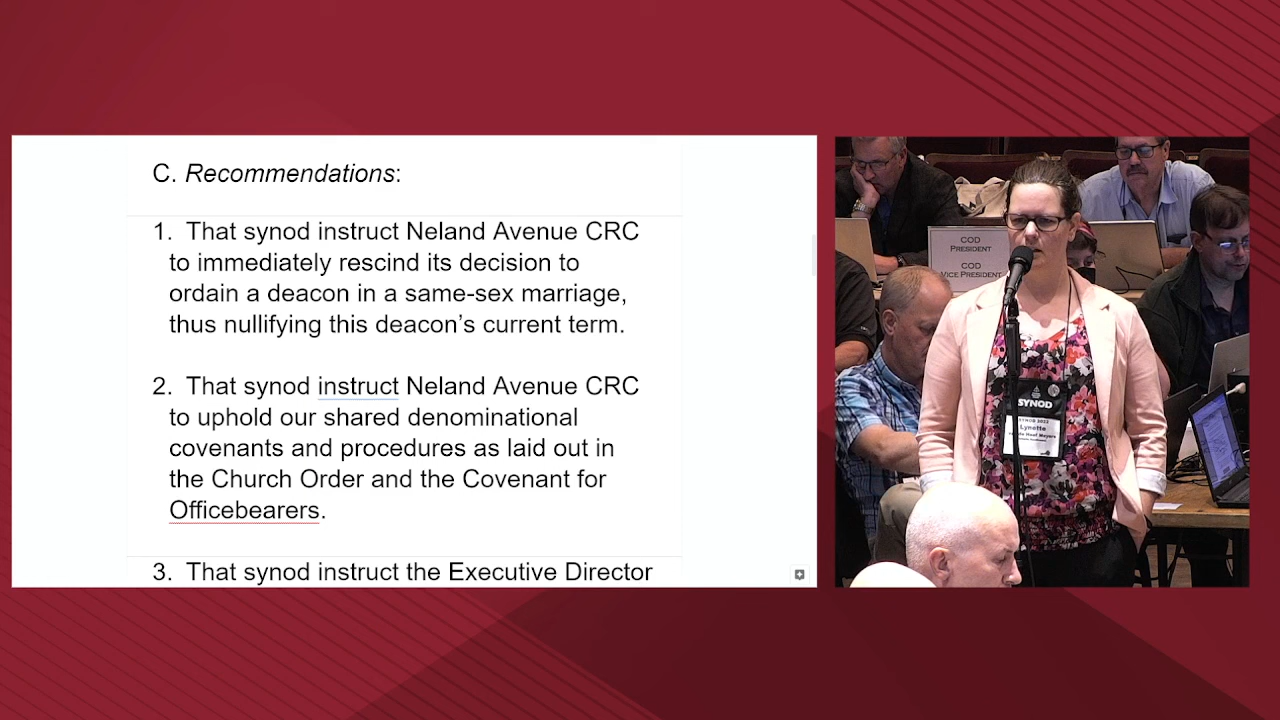 C. Recommendations:
1. That synod instruct Neland Avenue CRC
to immediately rescind its decision to
ordain a deacon in a same-sex marriage,
thus nullifying this deacon's current term.
2. That synod instruct Neland Avenue CRC
to uphold our shared denominational
covenants and procedures as laid out in
the Church Order and the Covenant for
Officebearers.
3. That synod instruct the Executive Director
COD
PRESIDENT
COD
VICE PRESIDENT
SYNOD
SYNOD 2022
Lynette